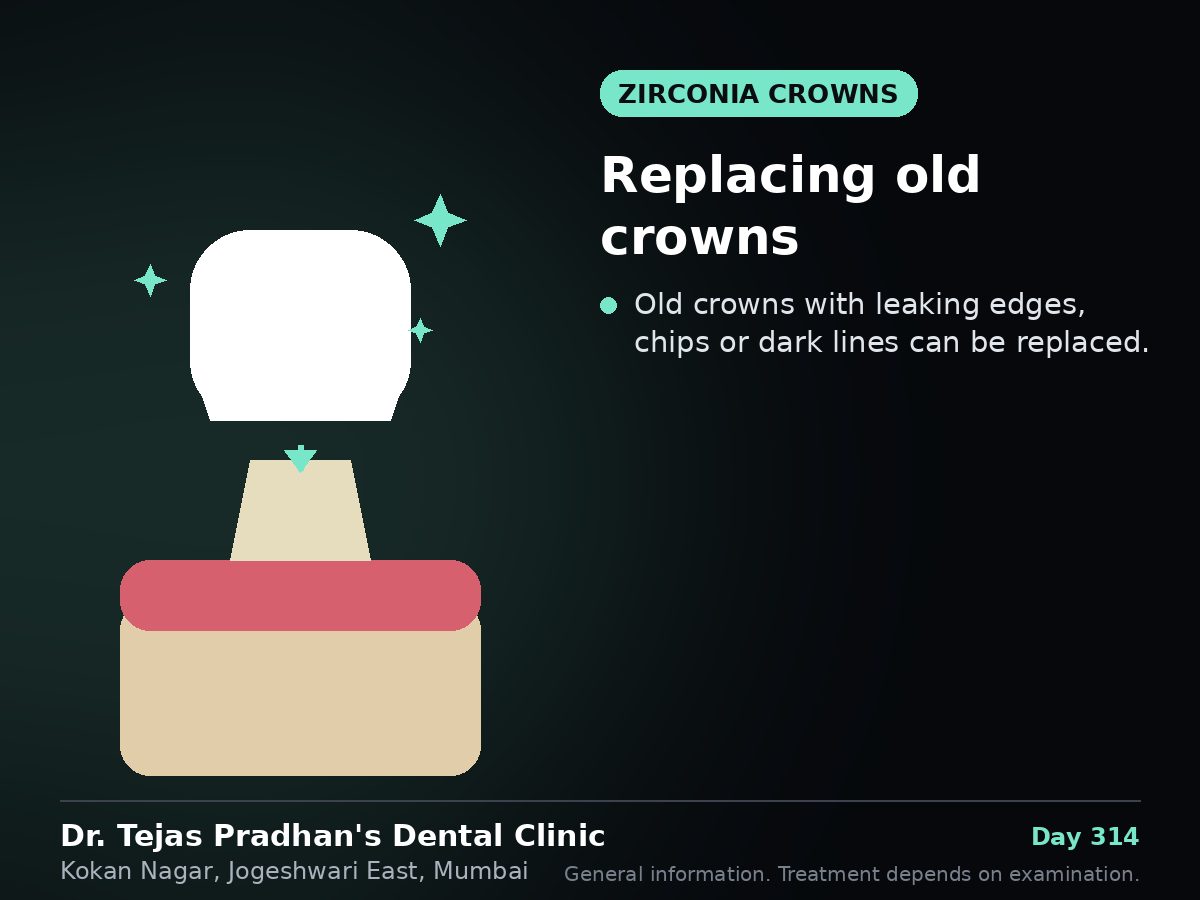 ZIRCONIA CROWNS
Replacing old
crowns
Old crowns with leaking edges,
chips or dark lines can be replaced.
Dr. Tejas Pradhan's Dental Clinic
Day 314
Kokan Nagar, Jogeshwari East, Mumbai
General information. Treatment depends on examination.